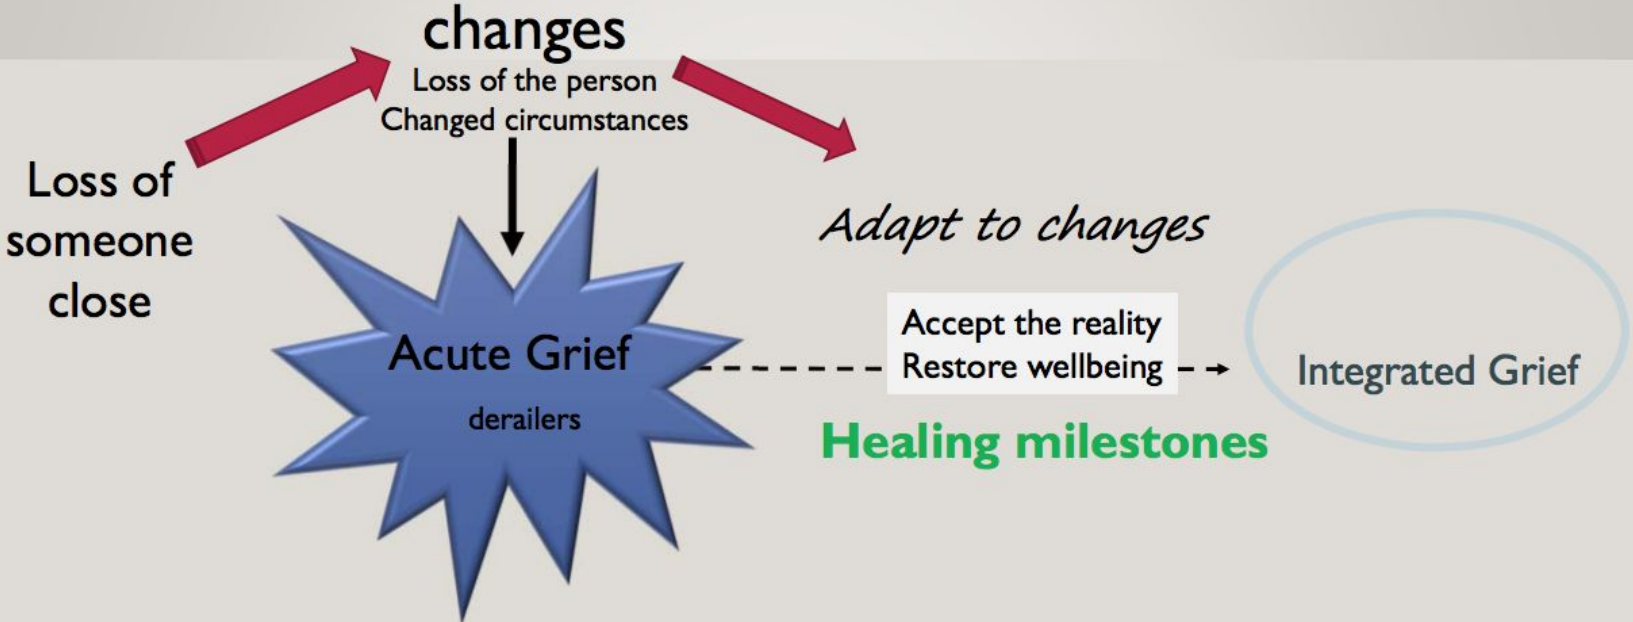 changes
Loss of the person
Changed circumstances
Loss of
someone
close
Adapt to changes
Accept the reality
Restore wellbeing
Acute Grief
derailers
Integrated Grief
Healing milestones